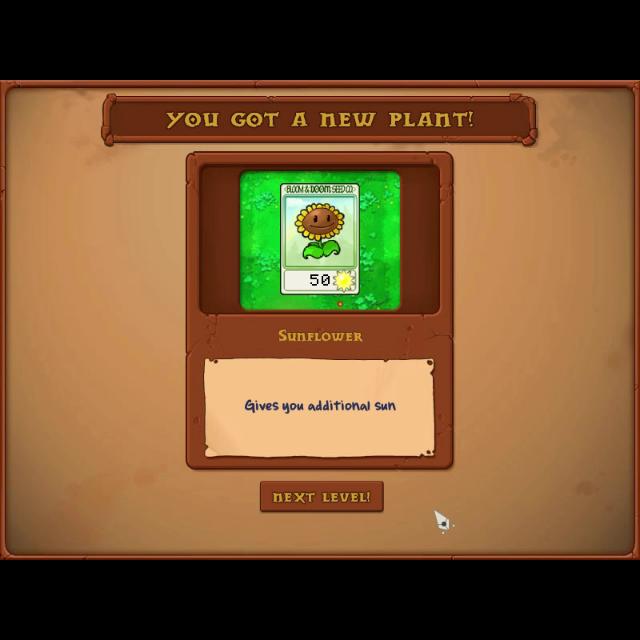 YOU GOT A NEW PLANT!
BLOOM & DOOM SEED CO.
50
SUNFLOWER
Gives you additional sun
NEXT LEVEL!